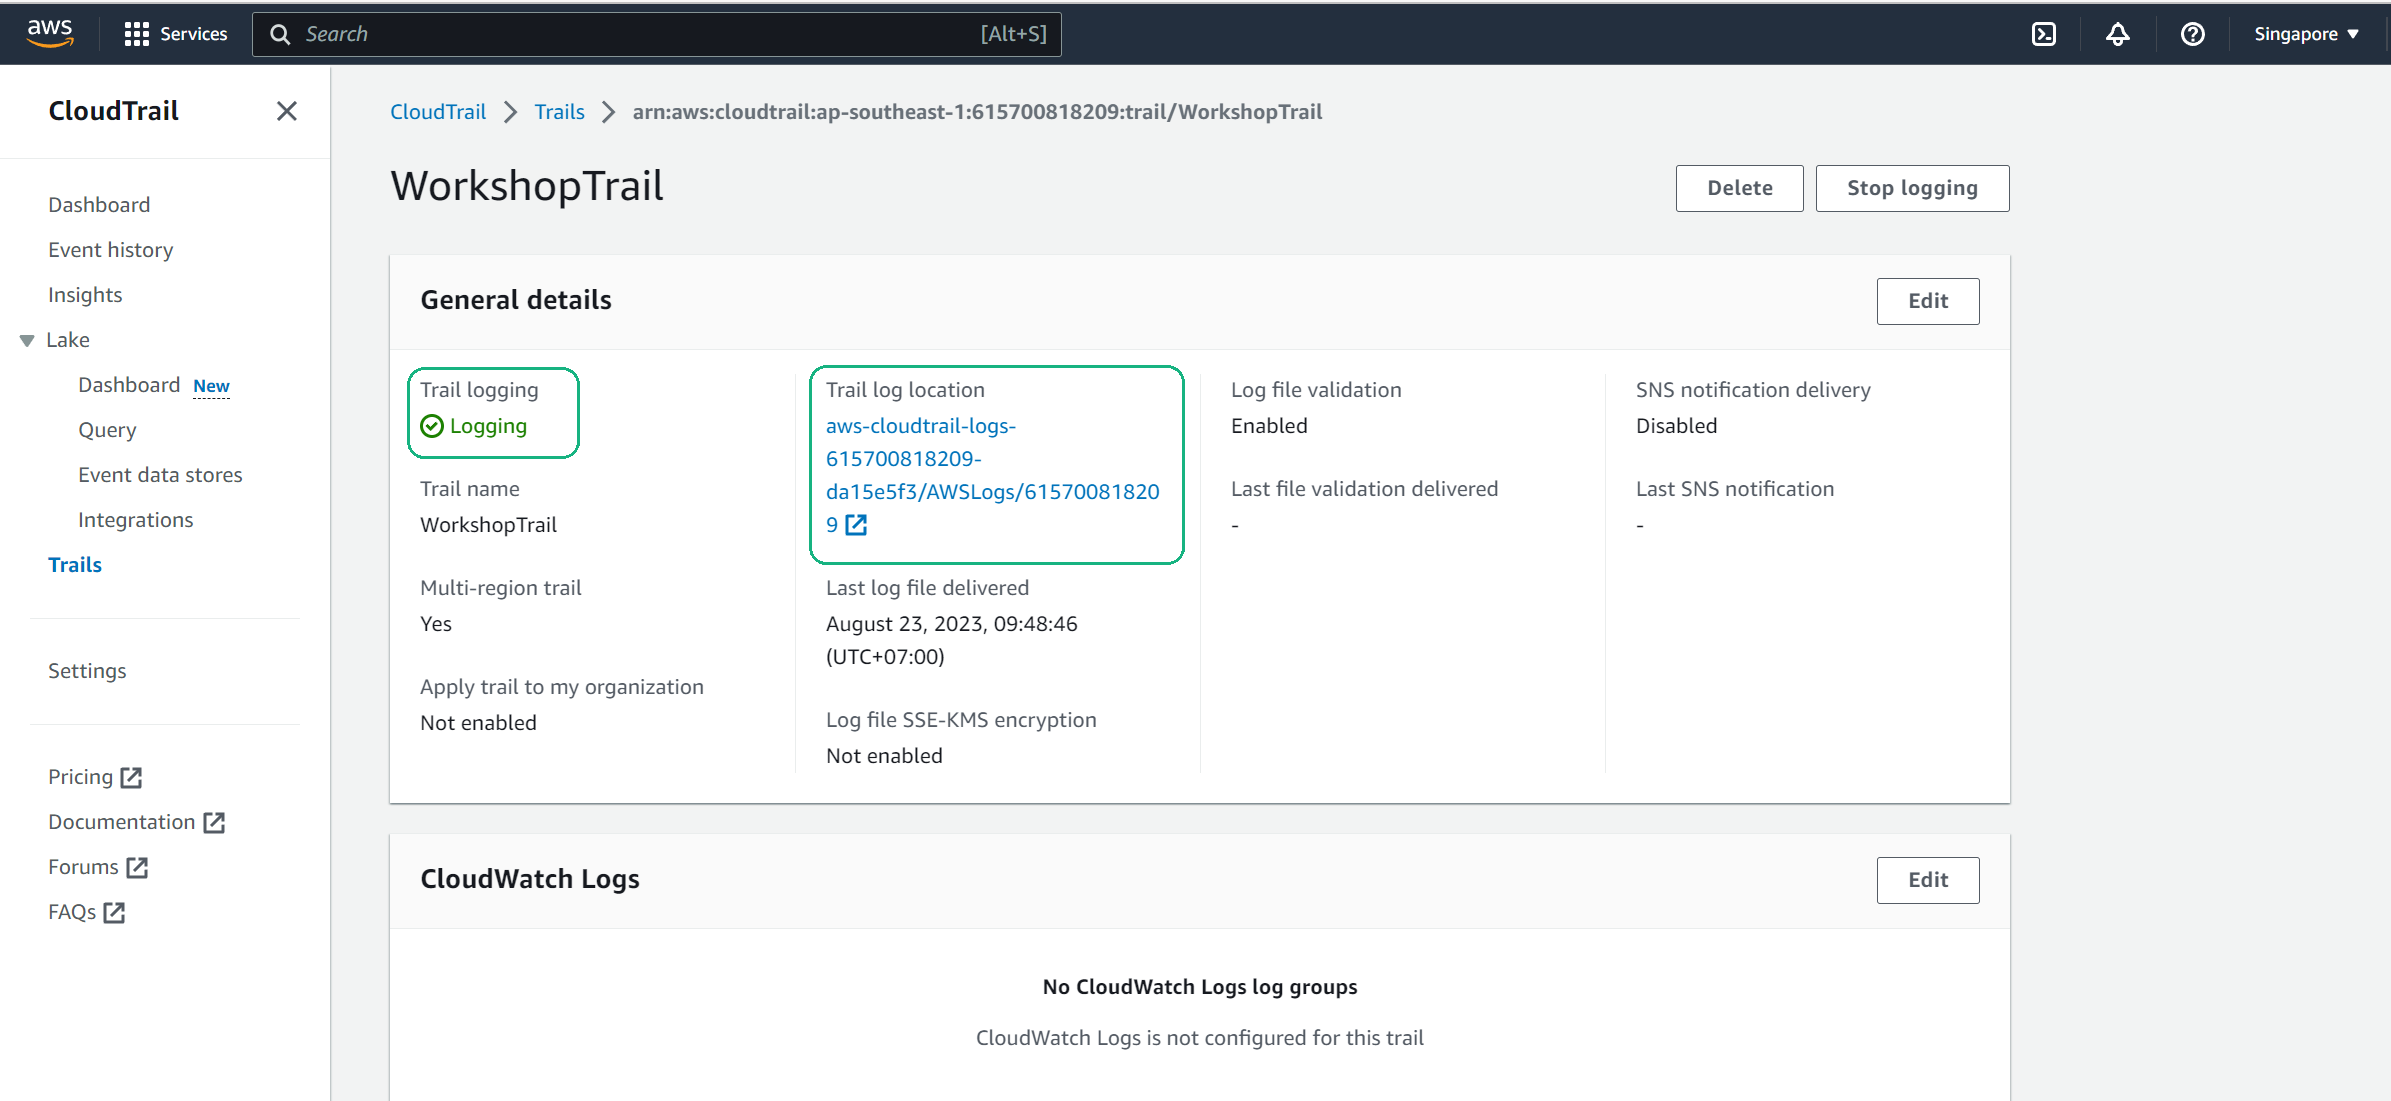 aws
Services
Search
[Alt+S]
Singapore
CloudTrail
Dashboard
Event history
Insights
Lake
Dashboard New
Query
Event data stores
Integrations
Trails
Settings
Pricing
Documentation
Forums
FAQs
CloudTrail
Trails
arn:aws:cloudtrail:ap-southeast-1:615700818209:trail/WorkshopTrail
WorkshopTrail
Delete
Stop logging
General details
Edit
Trail logging
Logging
Trail name
WorkshopTrail
Multi-region trail
Yes
Apply trail to my organization
Not enabled
Trail log location
aws-cloudtrail-logs-
615700818209-
da15e5f3/AWSLogs/61570081820
9
Last log file delivered
August 23, 2023, 09:48:46
(UTC+07:00)
Log file SSE-KMS encryption
Not enabled
Log file validation
Enabled
Last file validation delivered
-
SNS notification delivery
Disabled
Last SNS notification
-
CloudWatch Logs
Edit
No CloudWatch Logs log groups
CloudWatch Logs is not configured for this trail